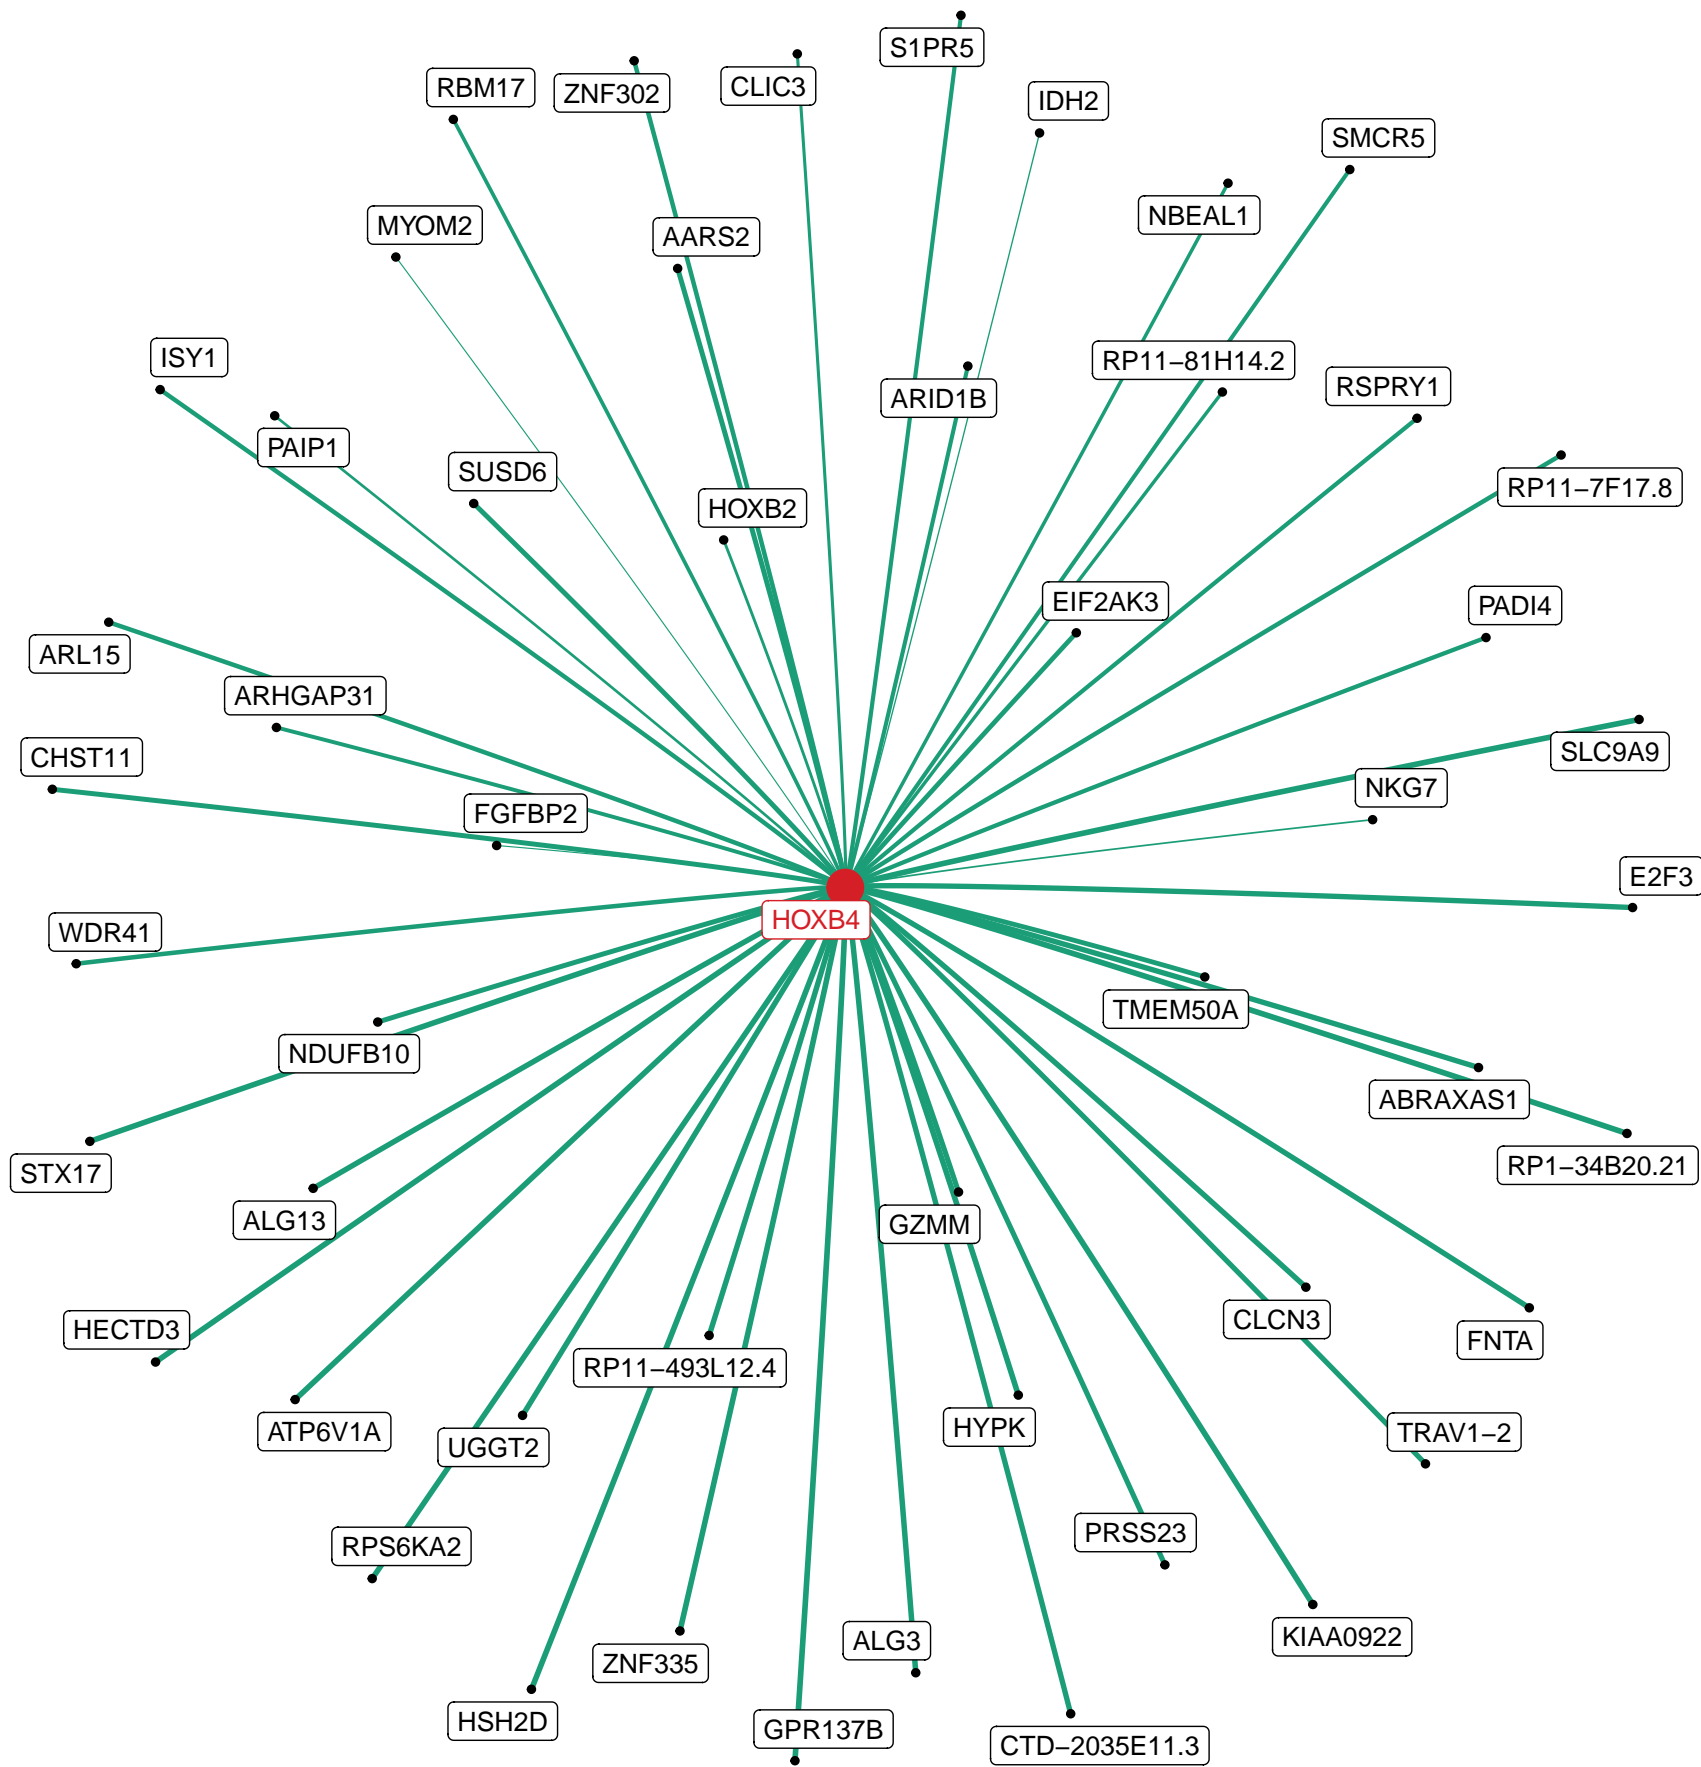 S1PR5
RBM17
ZNF302
CLIC3
IDH2
SMCR5
NBEAL1
MYOM2
AARS2
ISY1
RP11−81H14.2
RSPRY1
ARID1B
PAIP1
SUSD6
RP11−7F17.8
HOXB2
EIF2AK3
PADI4
ARL15
ARHGAP31
CHST11
SLC9A9
NKG7
FGFBP2
E2F3
HOXB4
WDR41
TMEM50A
NDUFB10
ABRAXAS1
STX17
RP1−34B20.21
ALG13
GZMM
HECTD3
CLCN3
FNTA
RP11−493L12.4
ATP6V1A
HYPK
TRAV1−2
UGGT2
PRSS23
RPS6KA2
KIAA0922
ALG3
ZNF335
HSH2D
GPR137B
CTD−2035E11.3